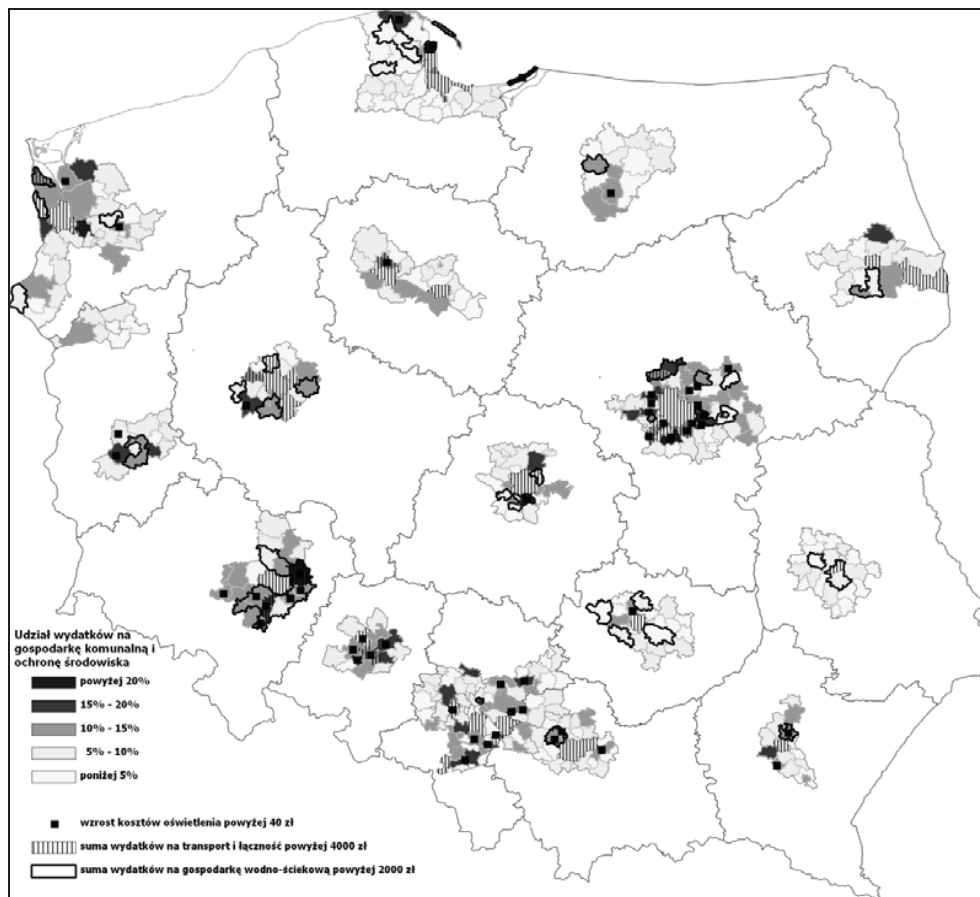 Udział wydatków na
gospodarkę komunalną i
ochronę środowiska
powyżej 20%
15% - 20%
10% - 15%
5% - 10%
poniżej 5%
wzrost kosztów oświetlenia powyżej 40 zł
suma wydatków na transport i łączność powyżej 4000 zł
suma wydatków na gospodarkę wodno-ściekową powyżej 2000 zł